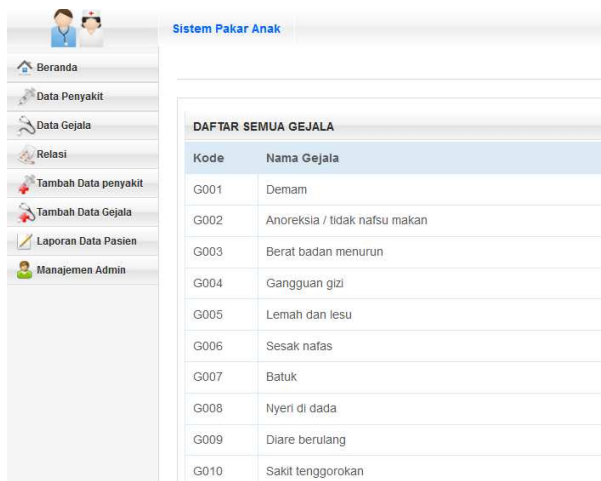 Sistem Pakar Anak
Beranda
Data Penyakit
Data Gejala
Relasi
Tambah Data penyakit
Tambah Data Gejala
Laporan Data Pasien
Manajemen Admin
DAFTAR SEMUA GEJALA
Kode Nama Gejala
G001 Demam
G002 Anoreksia / tidak nafsu makan
G003 Berat badan menurun
G004 Gangguan gizi
G005 Lemah dan lesu
G006 Sesak nafas
G007 Batuk
G008 Nyeri di dada
G009 Diare berulang
G010 Sakit tenggorokan